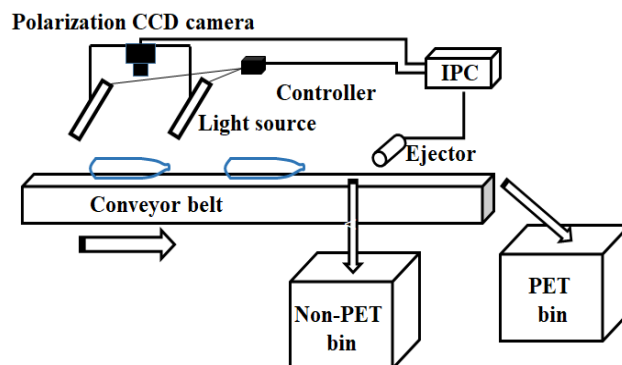 Polarization CCD camera
IPC
Controller
Light source
Ejector
Conveyor belt
PET
bin
Non-PET
bin